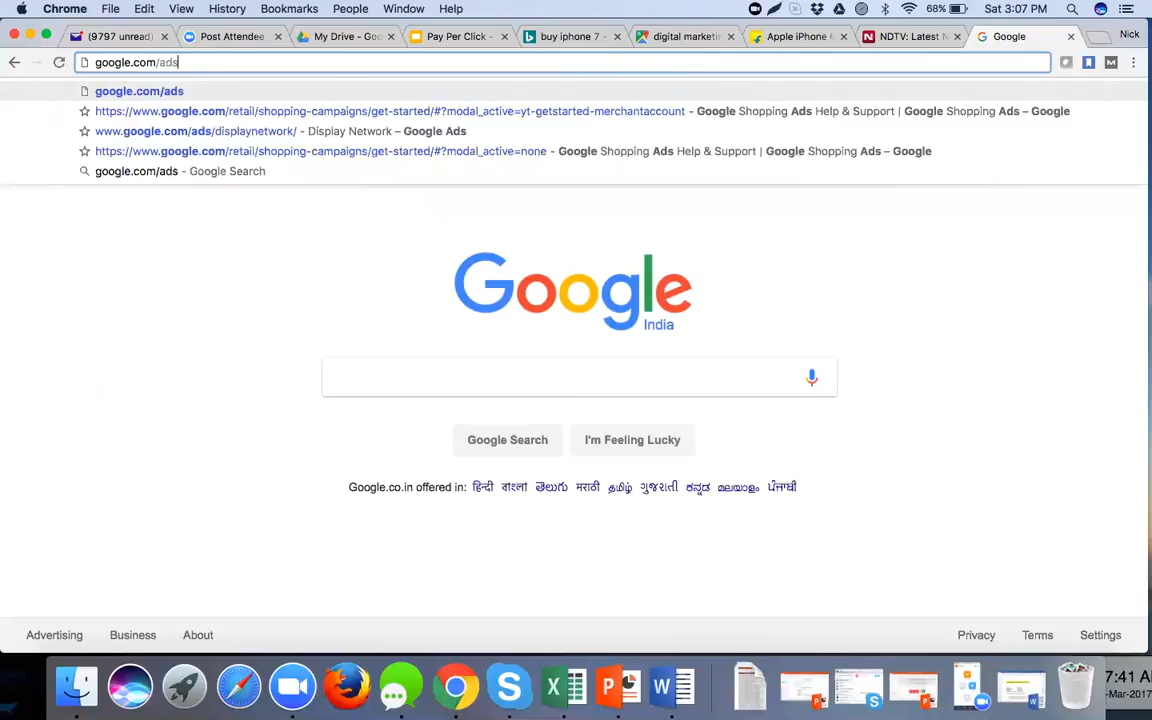 Chrome File Edit View History Bookmarks People Window Help 68% Sat 3:07 PM
(9797 unread) Post Attendee My Drive - Goo Pay Per Click - buy iphone 7 - digital marketin Apple iPhone 6 NDTV: Latest N Google Nick
google.com/ads
google.com/ads
https://www.google.com/retail/shopping-campaigns/get-started/#?modal_active=yt-getstarted-merchantaccount - Google Shopping Ads Help & Support | Google Shopping Ads – Google
www.google.com/ads/displaynetwork/ - Display Network – Google Ads
https://www.google.com/retail/shopping-campaigns/get-started/#?modal_active=none - Google Shopping Ads Help & Support | Google Shopping Ads – Google
google.com/ads - Google Search
Google
India
Google Search I'm Feeling Lucky
Google.co.in offered in: हिन्दी বাংলা తెలుగు मराठी தமிழ் ગુજરાતી ಕನ್ನಡ മലയാളം ਪੰਜਾਬੀ
Advertising Business About Privacy Terms Settings
7:41 AM
-Mar-2017